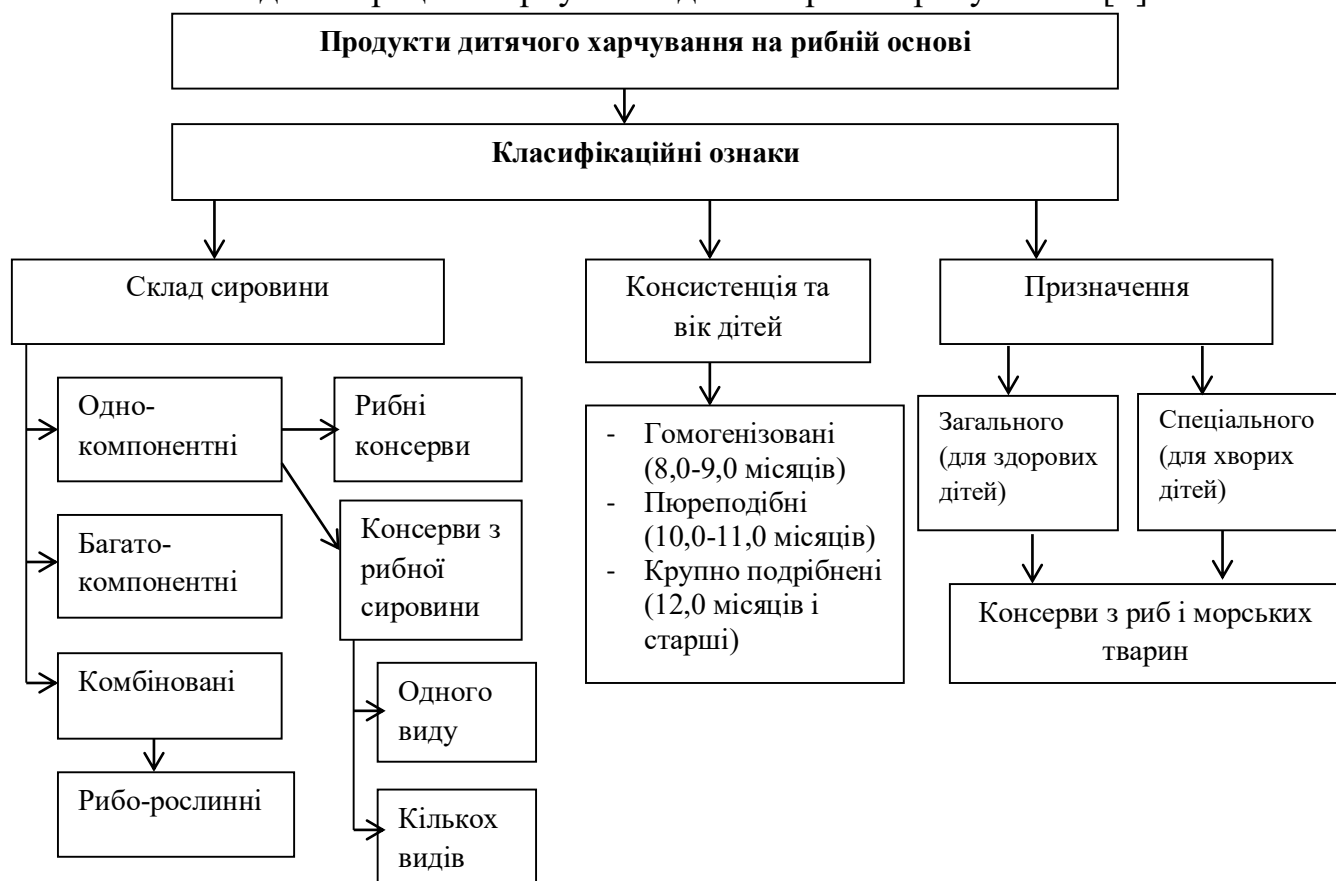 Продукти дитячого харчування на рибній основі
Класифікаційні ознаки
Склад сировини
Одно-
компонентні
Рибні
консерви
Консерви з
рибної
сировини
Багато-
компонентні
Комбіновані
Одного
виду
Рибо-рослинні
Кількох
видів
Консистенція та
вік дітей
- Гомогенізовані
(8,0-9,0 місяців)
- Пюреподібні
(10,0-11,0 місяців)
- Крупно подрібнені
(12,0 місяців і
старші)
Призначення
Загального
(для здорових
дітей)
Спеціального
(для хворих
дітей)
Консерви з риб і морських
тварин